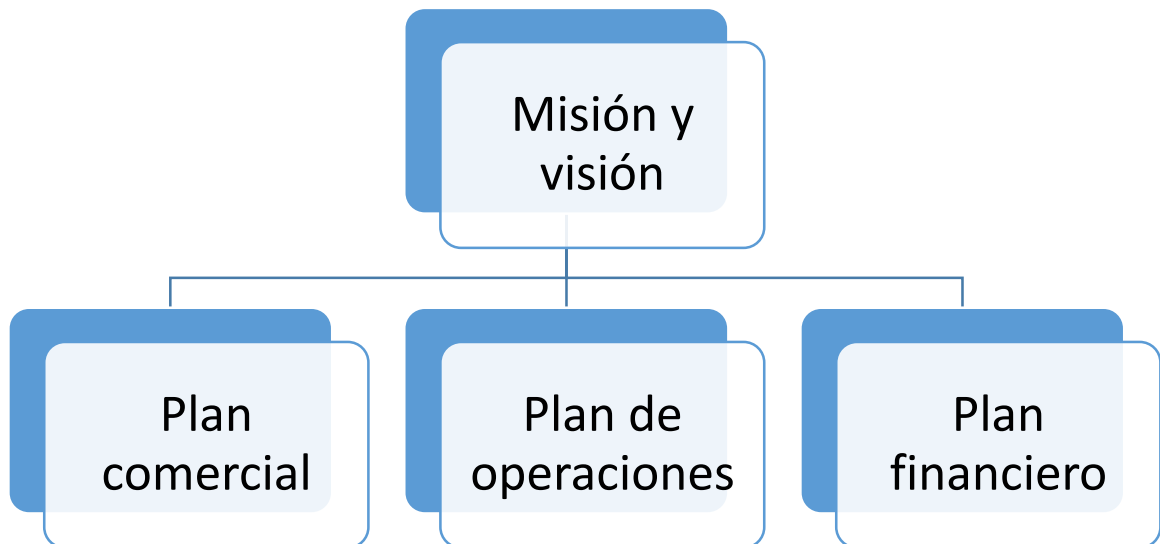 Misión y
visión
Plan
comercial
Plan de
operaciones
Plan
financiero